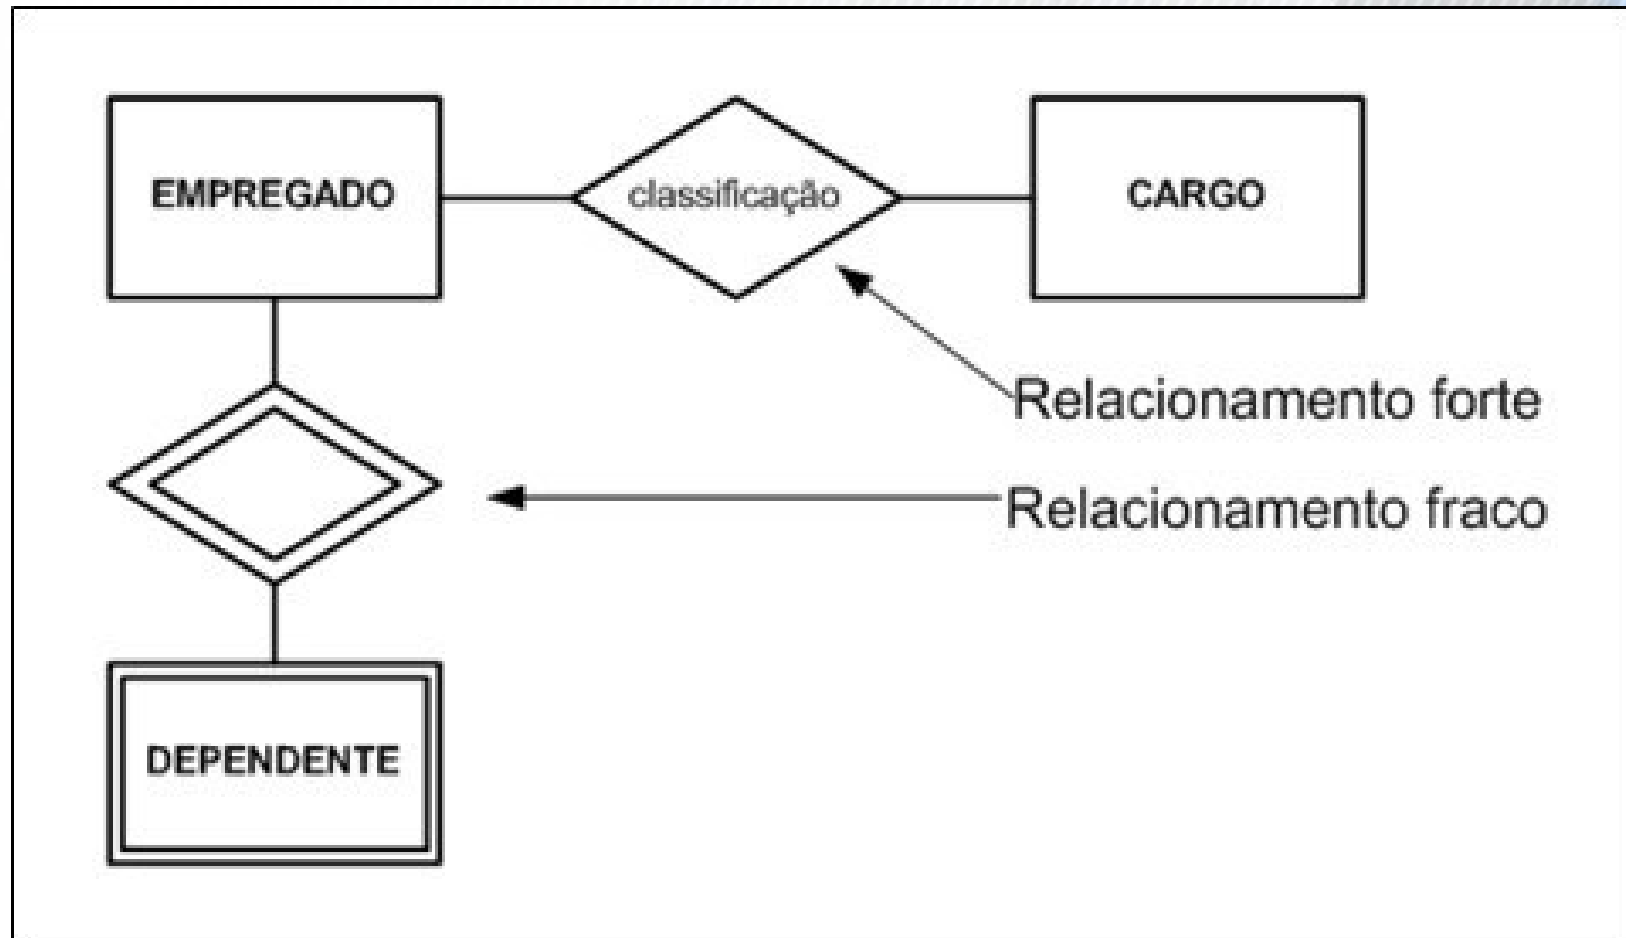 EMPREGADO
classificação
CARGO
Relacionamento forte
Relacionamento fraco
DEPENDENTE